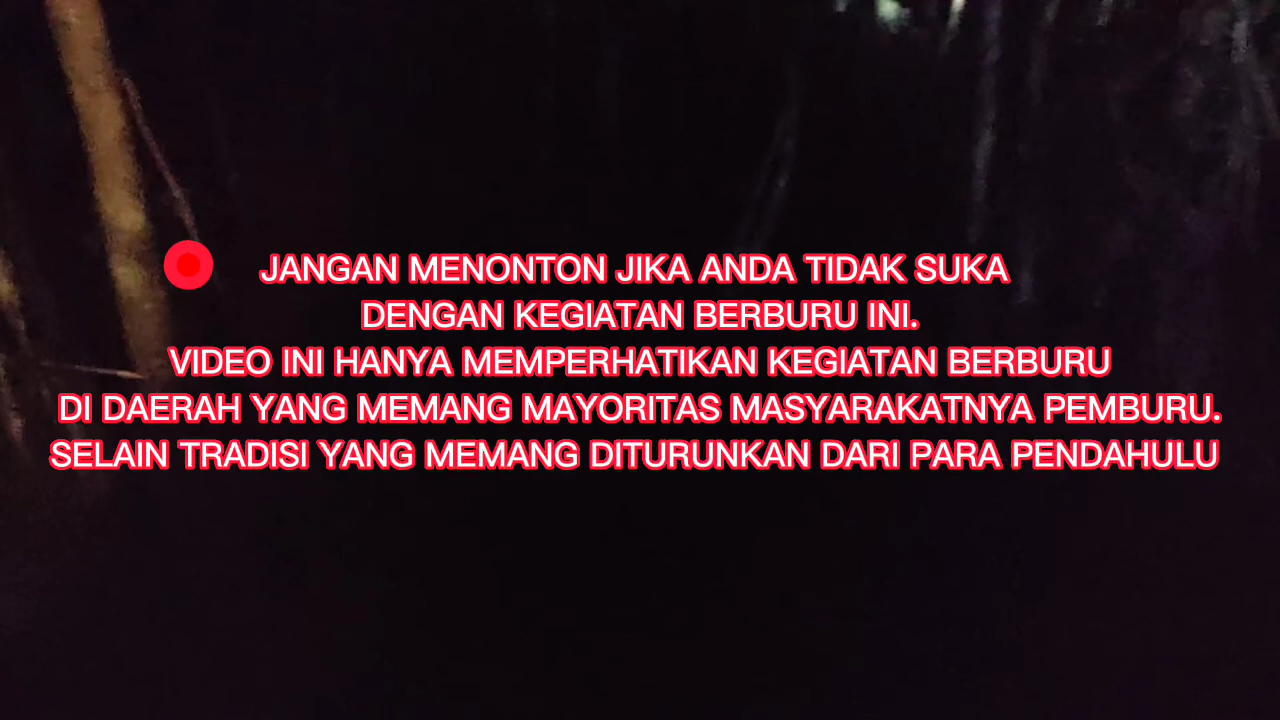 JANGAN MENONTON JIKA ANDA TIDAK SUKA
DENGAN KEGIATAN BERBURU INI.
VIDEO INI HANYA MEMPERHATIKAN KEGIATAN BERBURU
DI DAERAH YANG MEMANG MAYORITAS MASYARAKATNYA PEMBURU.
SELAIN TRADISI YANG MEMANG DITURUNKAN DARI PARA PENDAHULU